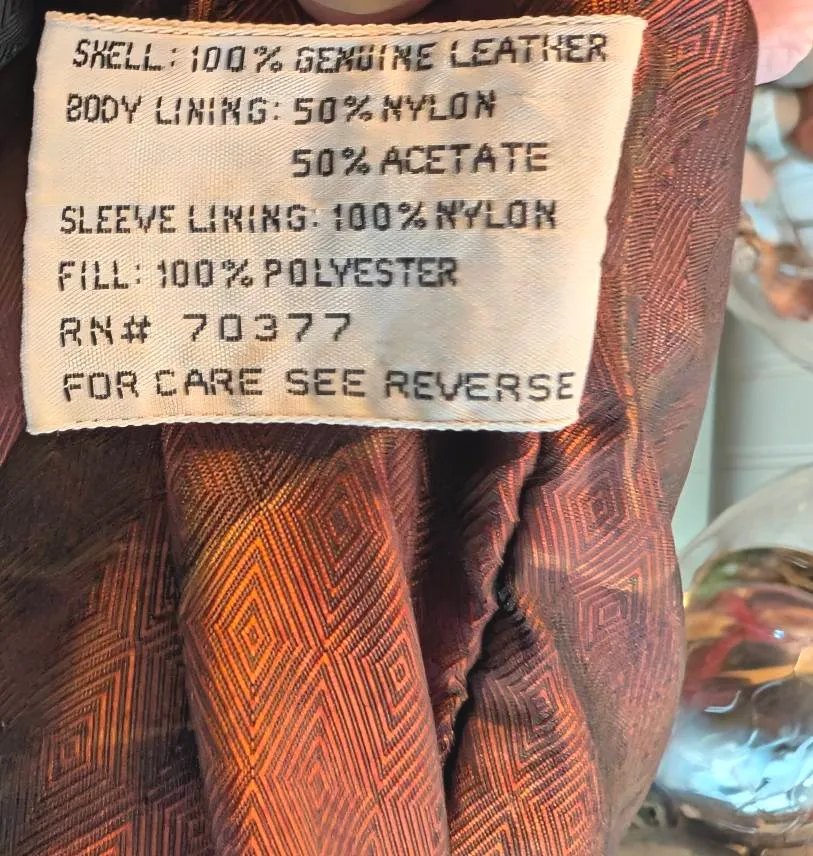 SHELL: 100% GENUINE LEATHER
BODY LINING: 50% NYLON
50% ACETATE
SLEEVE LINING: 100% NYLON
FILL: 100% POLYESTER
RN# 70377
FOR CARE SEE REVERSE